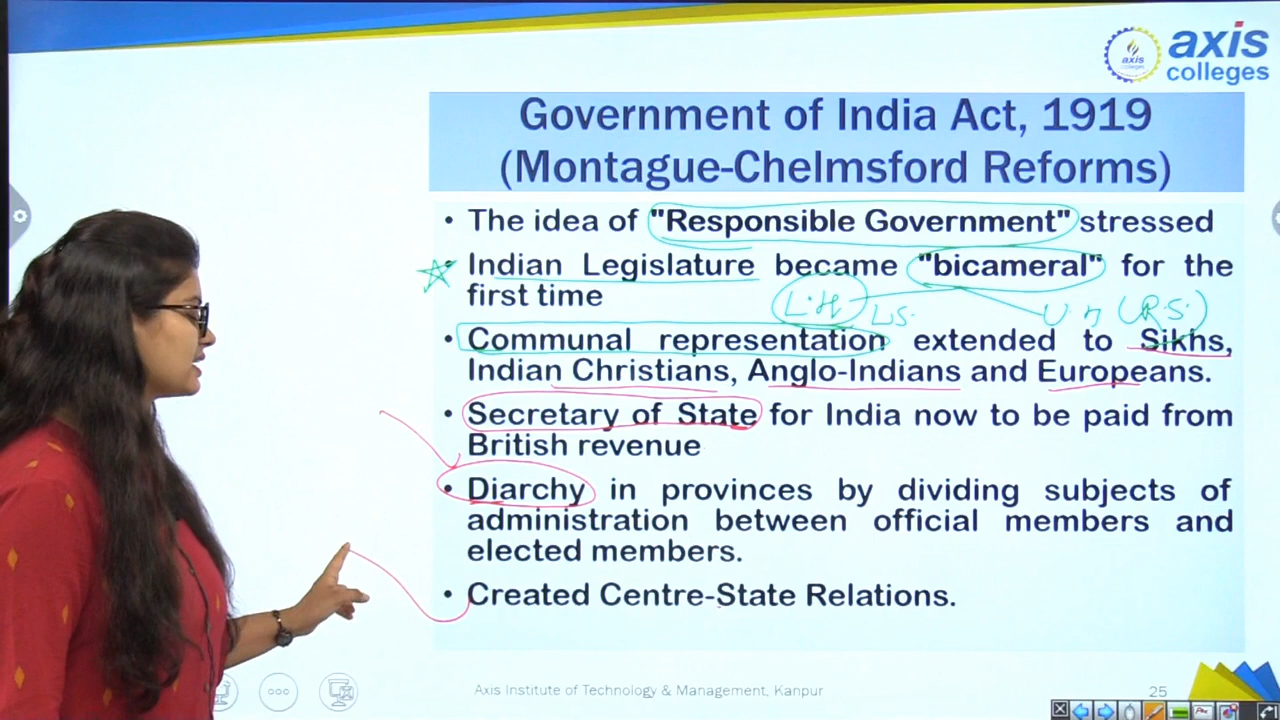 axis
axis
colleges
Government of India Act, 1919
(Montague-Chelmsford Reforms)
• The idea of "Responsible Government" stressed
• Indian Legislature became "bicameral" for the
first time
L.H L.S. U.H (R.S.)
• Communal representation extended to Sikhs,
Indian Christians, Anglo-Indians and Europeans.
• Secretary of State for India now to be paid from
British revenue
• Diarchy in provinces by dividing subjects of
administration between official members and
elected members.
• Created Centre-State Relations.
Axis Institute of Technology & Management, Kanpur
25